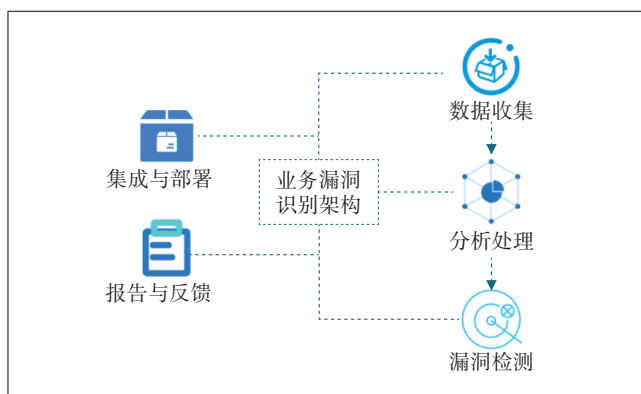 数据收集
集成与部署
业务漏洞
识别架构
分析处理
报告与反馈
漏洞检测